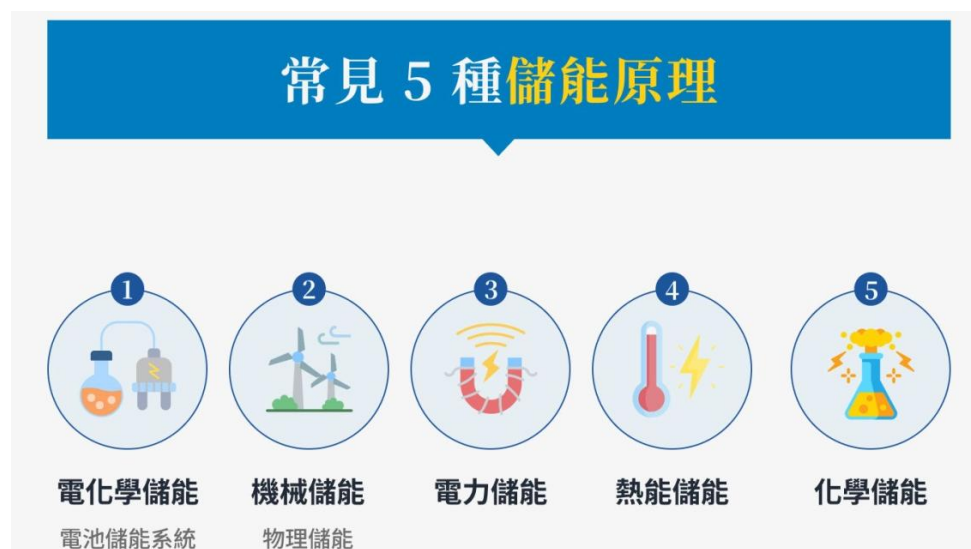 常見 5 種儲能原理
1 2 3 4 5
電化學儲能 機械儲能 電力儲能 熱能儲能 化學儲能
電池儲能系統 物理儲能